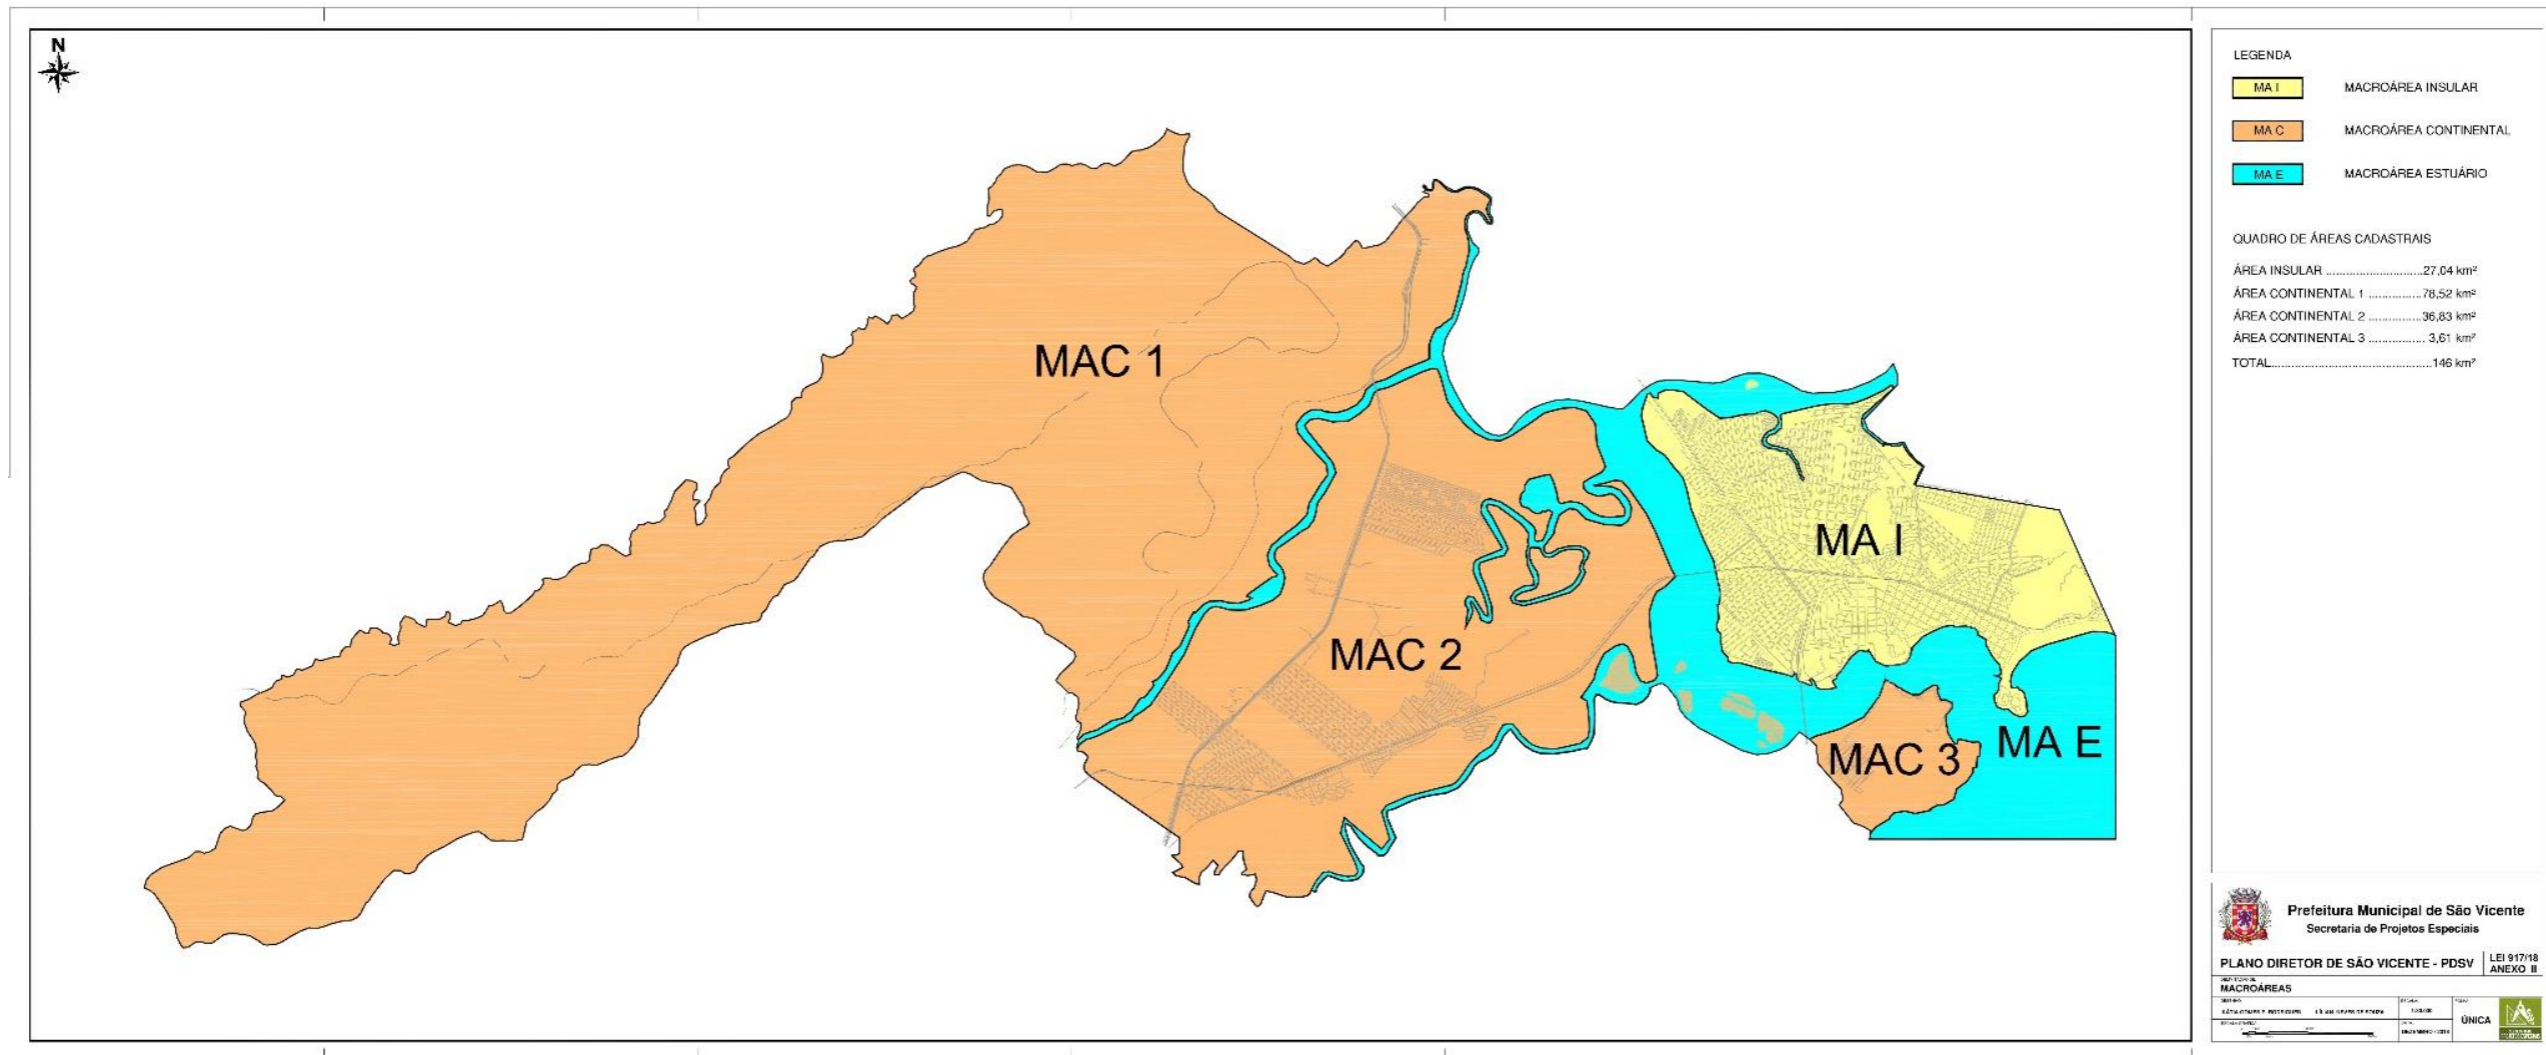 N
MAC 1
MA I
MAC 2
MAC 3
MA E
LEGENDA
MA I MACROÁREA INSULAR
MA C MACROÁREA CONTINENTAL
MA E MACROÁREA ESTUÁRIO
QUADRO DE ÁREAS CADASTRAIS
ÁREA INSULAR ............................27,04 km²
ÁREA CONTINENTAL 1 ................78,52 km²
ÁREA CONTINENTAL 2 ................36,83 km²
ÁREA CONTINENTAL 3 ................. 3,61 km²
TOTAL................................................146 km²
Prefeitura Municipal de São Vicente
Secretaria de Projetos Especiais
PLANO DIRETOR DE SÃO VICENTE - PDSV
LEI 917/18
ANEXO II
MACROÁREAS
ÚNICA